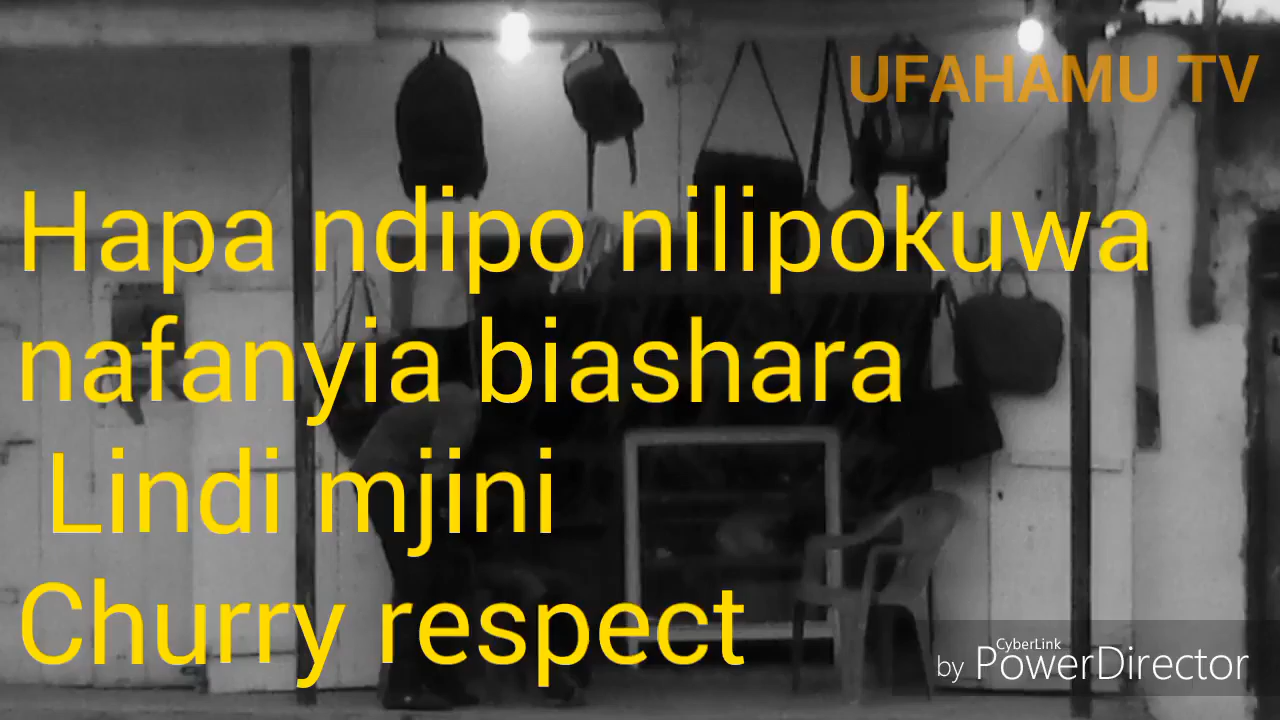 UFAHAMU TV
Hapa ndipo nilipokuwa
nafanyia biashara
Lindi mjini
Churry respect
CyberLink
by PowerDirector